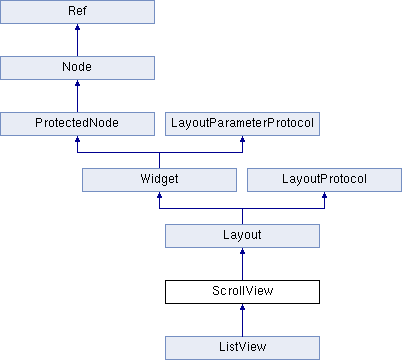 Ref
Node
ProtectedNode
LayoutParameterProtocol
Widget
LayoutProtocol
Layout
ScrollView
ListView